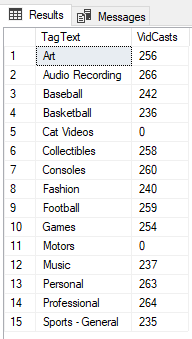 Results Messages
TagText VidCasts
1 Art 256
2 Audio Recording 266
3 Baseball 242
4 Basketball 236
5 Cat Videos 0
6 Collectibles 258
7 Consoles 260
8 Fashion 240
9 Football 259
10 Games 254
11 Motors 0
12 Music 237
13 Personal 263
14 Professional 264
15 Sports - General 235